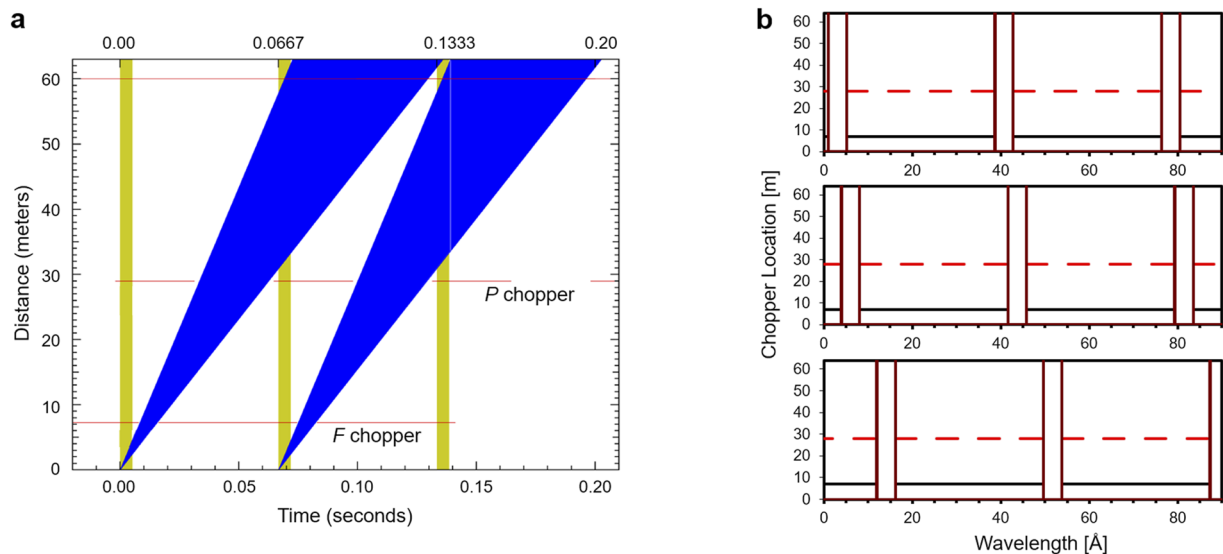 a
0.00 0.0667 0.1333 0.20
60
50
40
30
20
10
0
Distance (meters)
P chopper
F chopper
0.00 0.05 0.10 0.15 0.20
Time (seconds)
b
60
50
40
30
20
10
0
0 20 40 60 80
60
50
40
30
20
10
0
0 20 40 60 80
60
50
40
30
20
10
0
0 20 40 60 80
Chopper Location [m]
Wavelength [Å]